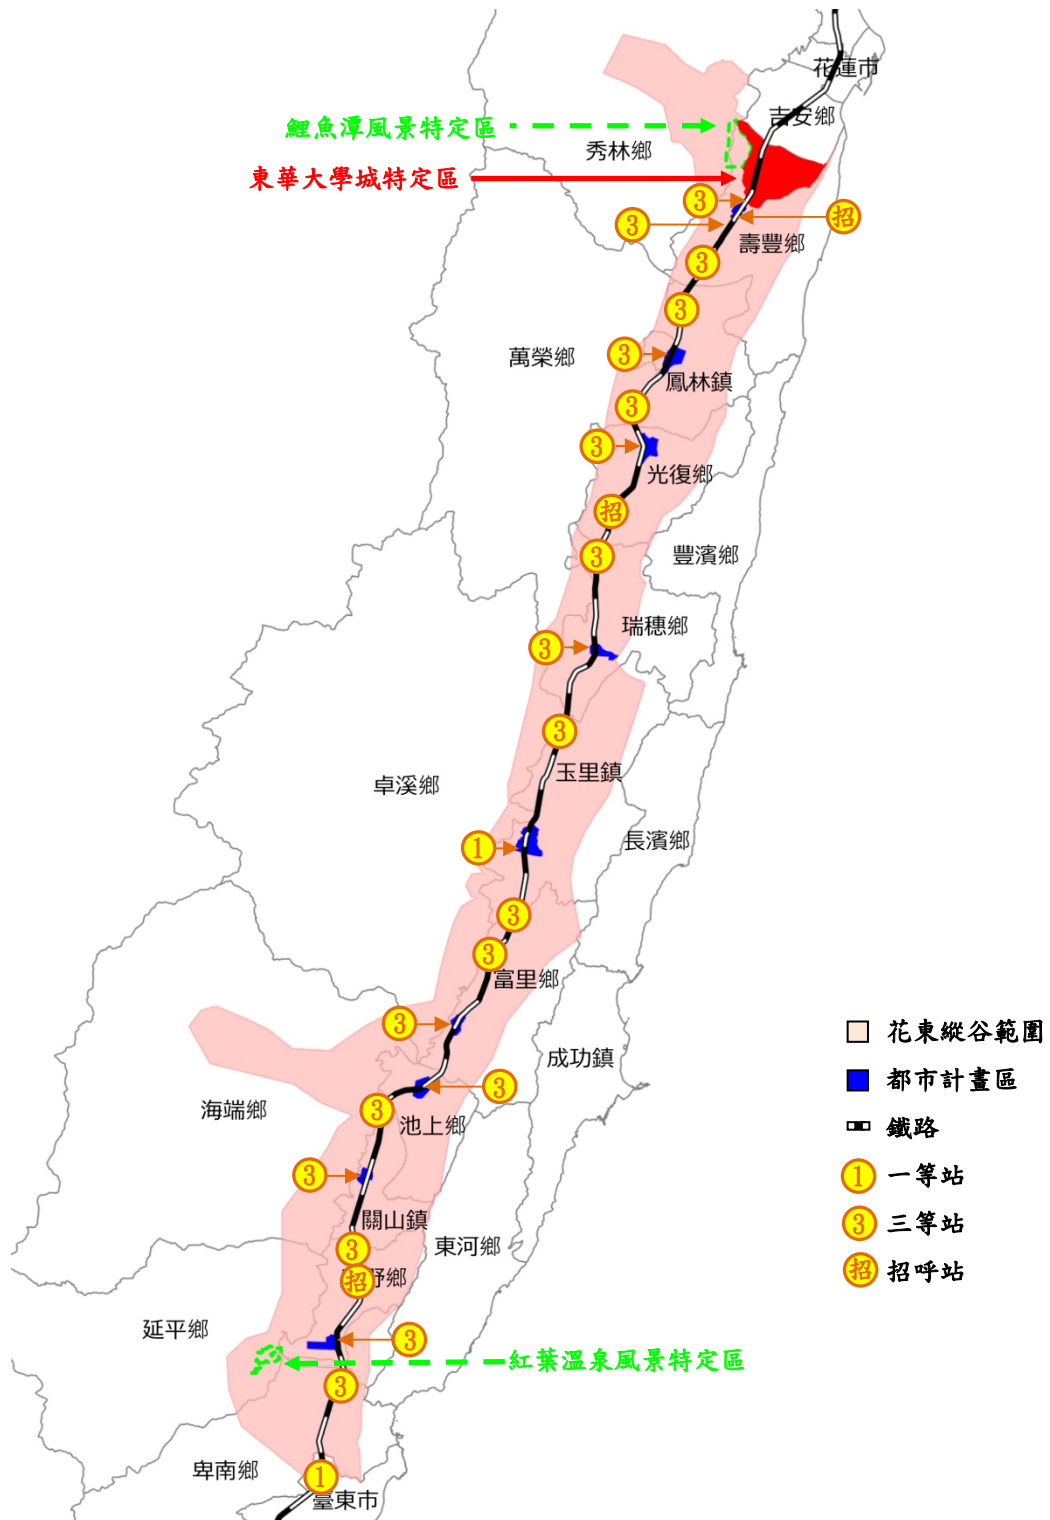 花蓮市
吉安鄉
鯉魚潭風景特定區
秀林鄉
東華大學城特定區
3
招
3
壽豐鄉
3
3
萬榮鄉
3
鳳林鎮
3
3
光復鄉
招
3
豐濱鄉
瑞穗鄉
3
3
玉里鎮
卓溪鄉
長濱鄉
1
3
3
富里鄉
3
成功鎮
3
海端鄉
3
池上鄉
3
關山鎮
東河鄉
3
招
野鄉
延平鄉
3
紅葉溫泉風景特定區
3
卑南鄉
1
臺東市
花東縱谷範圍
都市計畫區
鐵路
1 一等站
3 三等站
招 招呼站